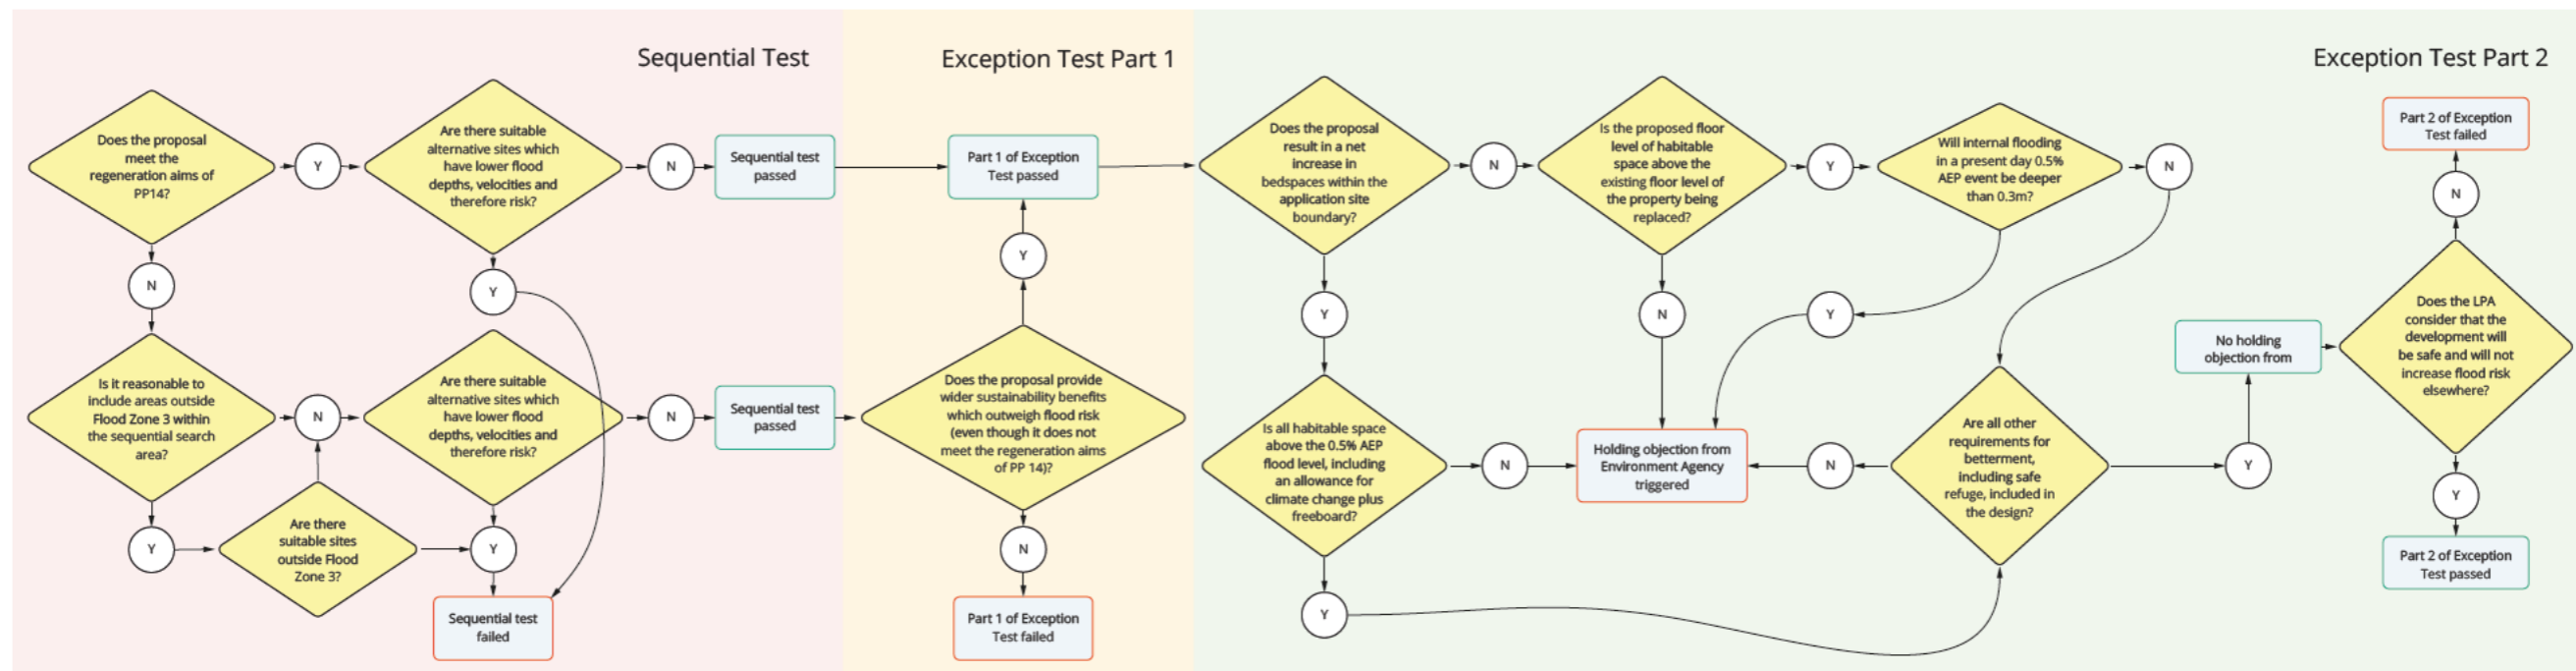 Sequential Test
Does the proposal
meet the
regeneration aims of
PP14?
Y
Are there suitable
alternative sites which
have lower flood
depths, velocities and
therefore risk?
N
Sequential test
passed
N
Y
Is it reasonable to
include areas outside
Flood Zone 3 within
the sequential search
area?
N
Are there suitable
alternative sites which
have lower flood
depths, velocities and
therefore risk?
N
Sequential test
passed
Y
Are there
suitable sites
outside Flood
Zone 3?
Y
Sequential test
failed
Exception Test Part 1
Part 1 of Exception
Test passed
Y
Does the proposal provide
wider sustainability benefits
which outweigh flood risk
(even though it does not
meet the regeneration aims
of PP 14)?
N
Part 1 of Exception
Test failed
Exception Test Part 2
Does the proposal
result in a net
increase in
bedspaces within the
application site
boundary?
N
Is the proposed floor
level of habitable
space above the
existing floor level of
the property being
replaced?
Y
Will internal flooding
in a present day 0.5%
AEP event be deeper
than 0.3m?
N
Y
N
Y
Is all habitable space
above the 0.5% AEP
flood level, including
an allowance for
climate change plus
freeboard?
N
Holding objection from
Environment Agency
triggered
N
Are all other
requirements for
betterment,
including safe
refuge, included in
the design?
Y
Y
No holding
objection from
Does the LPA
consider that the
development will
be safe and will not
increase flood risk
elsewhere?
N
Part 2 of Exception
Test failed
Y
Part 2 of Exception
Test passed